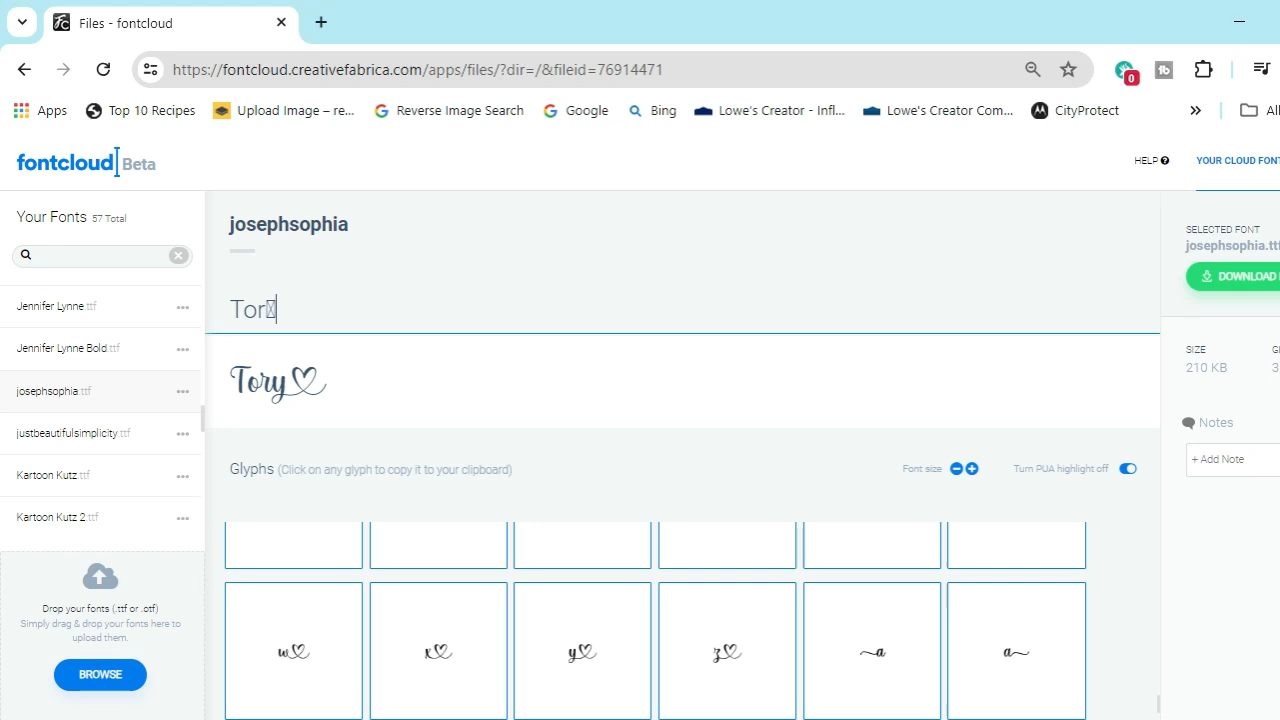 Files - fontcloud
https://fontcloud.creativefabrica.com/apps/files/?dir=/&fileid=76914471
0
Apps Top 10 Recipes Upload Image – re... Reverse Image Search Google Bing Lowe's Creator - Infl... Lowe's Creator Com... CityProtect » All
fontcloud Beta
HELP YOUR CLOUD FONT
Your Fonts 57 Total
josephsophia
SELECTED FONT
josephsophia.ttf
DOWNLOAD
Jennifer Lynne.ttf
Tor
Jennifer Lynne Bold.ttf
SIZE
210 KB
josephsophia.ttf
Tory
Notes
justbeautifulsimplicity.ttf
+ Add Note
Kartoon Kutz.ttf
Glyphs (Click on any glyph to copy it to your clipboard)
Font size
Turn PUA highlight off
Kartoon Kutz 2.ttf
Drop your fonts (.ttf or .otf)
Simply drag & drop your fonts here to
upload them.
BROWSE
w x y z a a